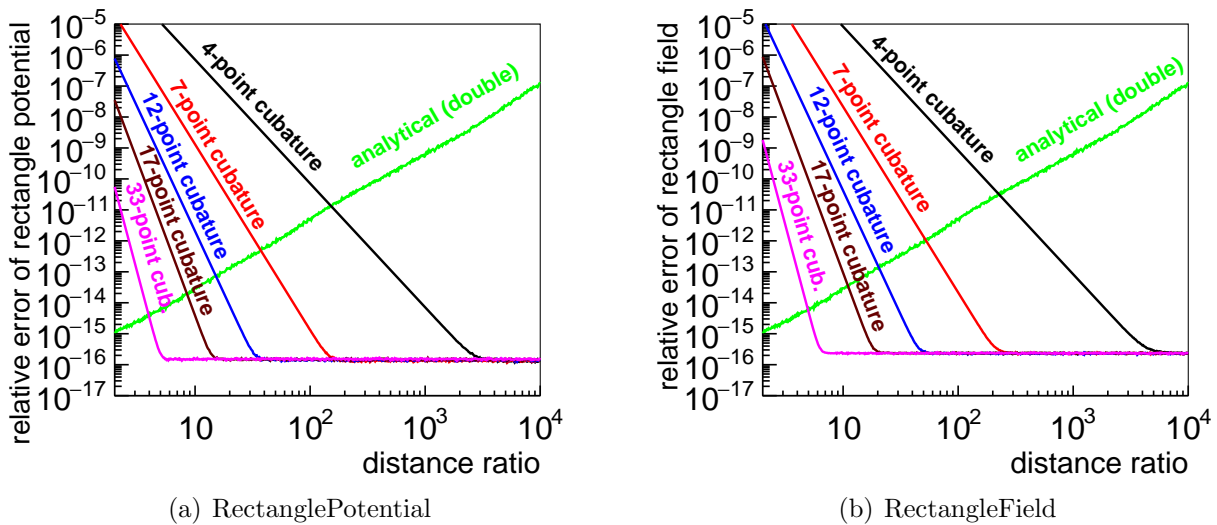 relative error of rectangle potential
10^-5
10^-6
10^-7
10^-8
10^-9
10^-10
10^-11
10^-12
10^-13
10^-14
10^-15
10^-16
10^-17
4-point cubature
7-point cubature
12-point cubature
17-point cubature
33-point cub.
analytical (double)
10
10^2
10^3
10^4
distance ratio
(a) RectanglePotential
relative error of rectangle field
10^-5
10^-6
10^-7
10^-8
10^-9
10^-10
10^-11
10^-12
10^-13
10^-14
10^-15
10^-16
10^-17
4-point cubature
7-point cubature
12-point cubature
17-point cubature
33-point cub.
analytical (double)
10
10^2
10^3
10^4
distance ratio
(b) RectangleField